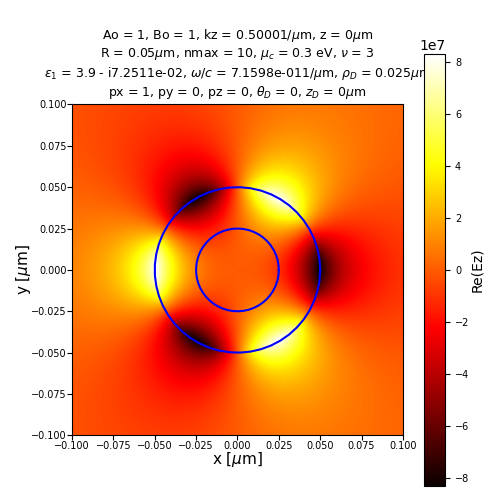 Ao = 1, Bo = 1, kz = 0.50001/μm, z = 0μm
R = 0.05μm, nmax = 10, μc = 0.3 eV, ν = 3
ε1 = 3.9 - i7.2511e-02, ω/c = 7.1598e-011/μm, ρD = 0.025μm
px = 1, py = 0, pz = 0, θD = 0, zD = 0μm
1e7
0.100
0.075
0.050
0.025
0.000
−0.025
−0.050
−0.075
−0.100
y [μm]
−0.100 −0.075 −0.050 −0.025 0.000 0.025 0.050 0.075 0.100
x [μm]
8
6
4
2
0
−2
−4
−6
−8
Re(Ez)